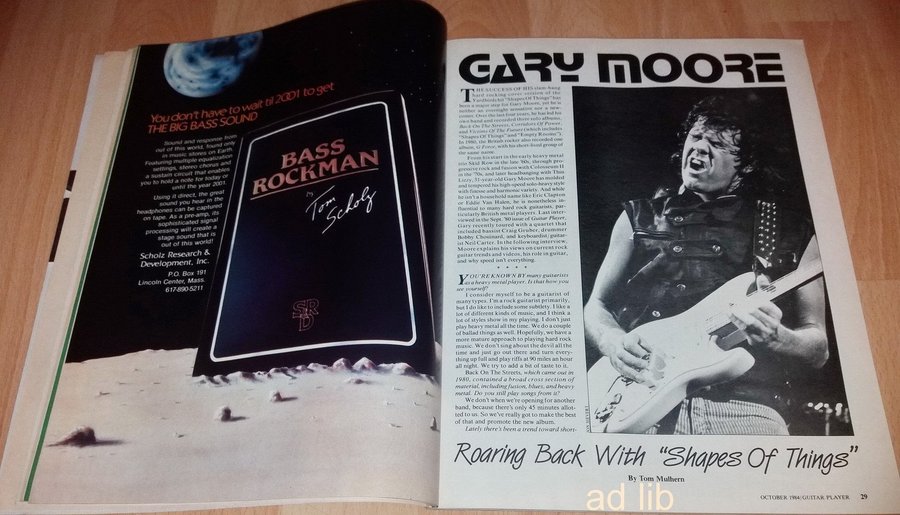 You don't have to wait til 2001 to get
THE BIG BASS SOUND
Sound and response from
out of this world, found only
in music stores on Earth.
Featuring multiple equalization
settings, stereo chorus and
a sustain circuit that enables
you to hold a note for today or
until the year 2001.
Using it direct, the great
sound you hear in the
headphones can be captured
on tape. As a pre-amp, its
sophisticated signal
processing will create a
stage sound that is
out of this world!
Scholz Research &
Development, Inc.
P.O. Box 191
Lincoln Center, Mass.
617-890-5211
BASS
ROCKMAN
by
Tom
Scholz
SR
D
GARY MOORE
THE SUCCESS OF HIS slam-bang
hard rocking cover version of the
Yardbirds hit "Shapes Of Things" has
been a major step for Gary Moore, yet he is
neither an overnight sensation nor a new-
comer. Over the last four years, he has led his
own band and recorded three solo albums,
Back On The Streets, Corridors Of Power,
and Victims Of The Future (which includes
"Shapes Of Things" and "Empty Rooms").
In 1980, the British rocker also recorded one
album, G Force, with his short-lived group of
the same name.
From his start in the early heavy metal
trio Skid Row in the late '60s, through pro-
gressive rock and fusion with Colosseum II
in the '70s, and later headbanging with Thin
Lizzy, 31-year-old Gary Moore has molded
and tempered his high-speed solo-heavy style
with finesse and harmonic variety. And while
he isn't a household name like Eric Clapton
or Eddie Van Halen, he is nonetheless in-
fluential to many hard rock guitarists, par-
ticularly British metal players. Last inter-
viewed in the Sept. '80 issue of Guitar Player,
Gary recently toured with a quartet that
included bassist Craig Gruber, drummer
Bobby Chouinard, and keyboardist/guitar-
ist Neil Carter. In the following interview,
Moore explains his views on current rock
guitar trends and videos, his role in guitar,
and why speed isn't everything.
* * * *
YOU'RE KNOWN BY many guitarists
as a heavy metal player. Is that how you
see yourself?
I consider myself to be a guitarist of
many types. I'm a rock guitarist primarily,
but I do like to include some subtlety. I like a
lot of different kinds of music, and I think a
lot of styles show in my playing. I don't just
play heavy metal all the time. We do a couple
of ballad things as well. Hopefully, we have a
more mature approach to playing hard rock
music. We don't sing about the devil all the
time and just go out there and turn every-
thing up full and play riffs at 90 miles an hour
all night. We try to add a bit of taste to it.
Back On The Streets, which came out in
1980, contained a broad cross section of
material, including fusion, blues, and heavy
metal. Do you still play songs from it?
We don't when we're opening for another
band, because there's only 45 minutes allot-
ted to us. So we've really got to make the best
of that and promote the new album.
Lately there's been a trend toward short-
Roaring Back With "Shapes Of Things"
By Tom Mulhern
ad lib
OCTOBER 1984/GUITAR PLAYER 29